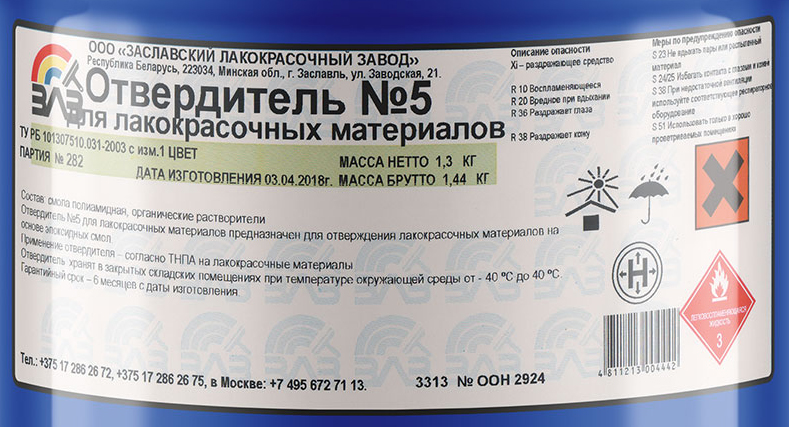 ООО «ЗАСЛАВСКИЙ ЛАКОКРАСОЧНЫЙ ЗАВОД»
Республика Беларусь, 223034, Минская обл., г. Заславль, ул. Заводская, 21.
ЗЛЗ
Отвердитель №5
для лакокрасочных материалов
ТУ РБ 101307510.031-2003 с изм.1 ЦВЕТ
ПАРТИЯ № 282
МАССА НЕТТО 1,3 КГ
ДАТА ИЗГОТОВЛЕНИЯ 03.04.2018г. МАССА БРУТТО 1,44 КГ
Состав: смола полиамидная, органические растворители
Отвердитель №5 для лакокрасочных материалов предназначен для отверждения лакокрасочных материалов на
основе эпоксидных смол.
Применение отвердителя – согласно ТНПА на лакокрасочные материалы
Отвердитель хранят в закрытых складских помещениях при температуре окружающей среды от - 40 ºС до 40 ºС.
Гарантийный срок – 6 месяцев с даты изготовления.
Тел.: +375 17 286 26 72, +375 17 286 26 75, в Москве: +7 495 672 71 13.
3313 № ООН 2924
Описание опасности
Xi – раздражающее средство
R 10 Воспламеняющееся
R 20 Вредное при вдыхании
R 36 Раздражает глаза
R 38 Раздражает кожу
Меры по предупреждению опасности
S 23 Не вдыхать пары или распыленный
материал
S 24/25 Избегать контакта с глазами и кожей
S 38 При недостаточной вентиляции
используйте соответствующее респираторное
оборудование
S 51 Использовать только в хорошо
проветриваемых помещениях
Н
ЛЕГКОВОСПЛАМЕНЯЮЩАЯСЯ
ЖИДКОСТЬ
3
4 811213 004442